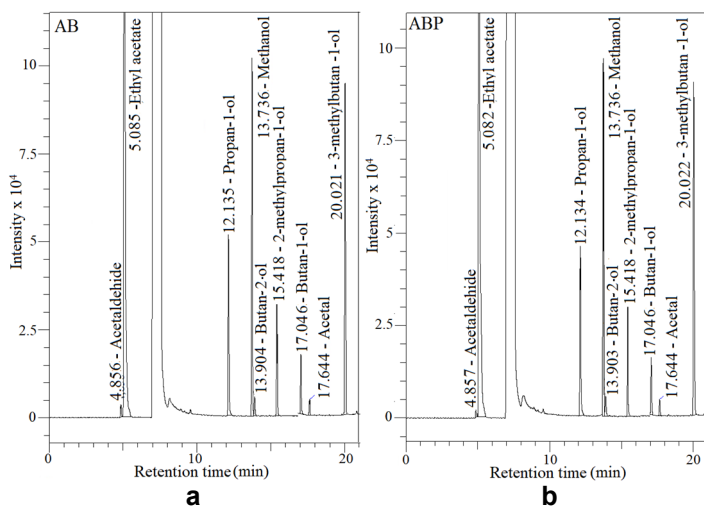 AB
Intensity x 10⁴
10
7.5
5
2.5
0
4.856 - Acetaldehide
5.085 -Ethyl acetate
12.135 - Propan-1-ol
13.736 - Methanol
13.904 - Butan-2-ol
15.418 - 2-methylpropan-1-ol
17.046 - Butan-1-ol
17.644 - Acetal
20.021 - 3-methylbutan -1-ol
0
10
20
Retention time (min)
a
ABP
Intensity x 10⁴
10
7.5
5
2.5
0
4.857 - Acetaldehide
5.082 -Ethyl acetate
12.134 - Propan-1-ol
13.736 - Methanol
13.903 - Butan-2-ol
15.418 - 2-methylpropan-1-ol
17.046 - Butan-1-ol
17.644 - Acetal
20.022 - 3-methylbutan -1-ol
0
10
20
Retention time (min)
b